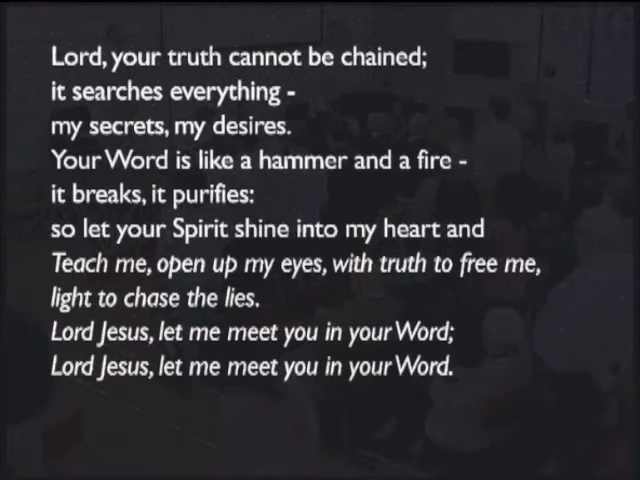 Lord, your truth cannot be chained;
it searches everything -
my secrets, my desires.
Your Word is like a hammer and a fire -
it breaks, it purifies:
so let your Spirit shine into my heart and
Teach me, open up my eyes, with truth to free me,
light to chase the lies.
Lord Jesus, let me meet you in your Word;
Lord Jesus, let me meet you in your Word.